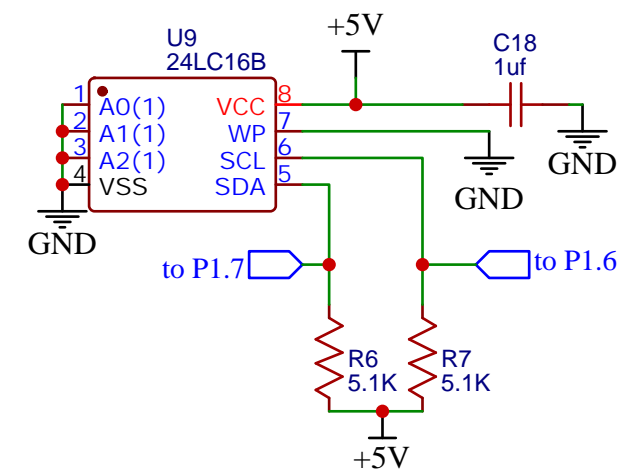 +5V
U9
24LC16B
C18
1uf
1 A0(1) VCC 8
2 A1(1) WP 7
3 A2(1) SCL 6
4 VSS SDA 5
GND
GND
GND
to P1.7
to P1.6
R6
5.1K
R7
5.1K
+5V